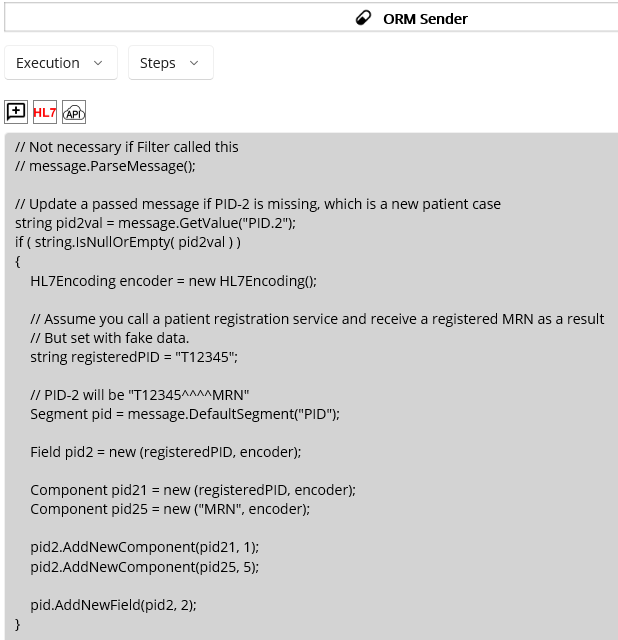 ORM Sender
Execution
Steps
HL7
API
// Not necessary if Filter called this
// message.ParseMessage();
// Update a passed message if PID-2 is missing, which is a new patient case
string pid2val = message.GetValue("PID.2");
if ( string.IsNullOrEmpty( pid2val ) )
{
HL7Encoding encoder = new HL7Encoding();
// Assume you call a patient registration service and receive a registered MRN as a result
// But set with fake data.
string registeredPID = "T12345";
// PID-2 will be "T12345^^^^MRN"
Segment pid = message.DefaultSegment("PID");
Field pid2 = new (registeredPID, encoder);
Component pid21 = new (registeredPID, encoder);
Component pid25 = new ("MRN", encoder);
pid2.AddNewComponent(pid21, 1);
pid2.AddNewComponent(pid25, 5);
pid.AddNewField(pid2, 2);
}